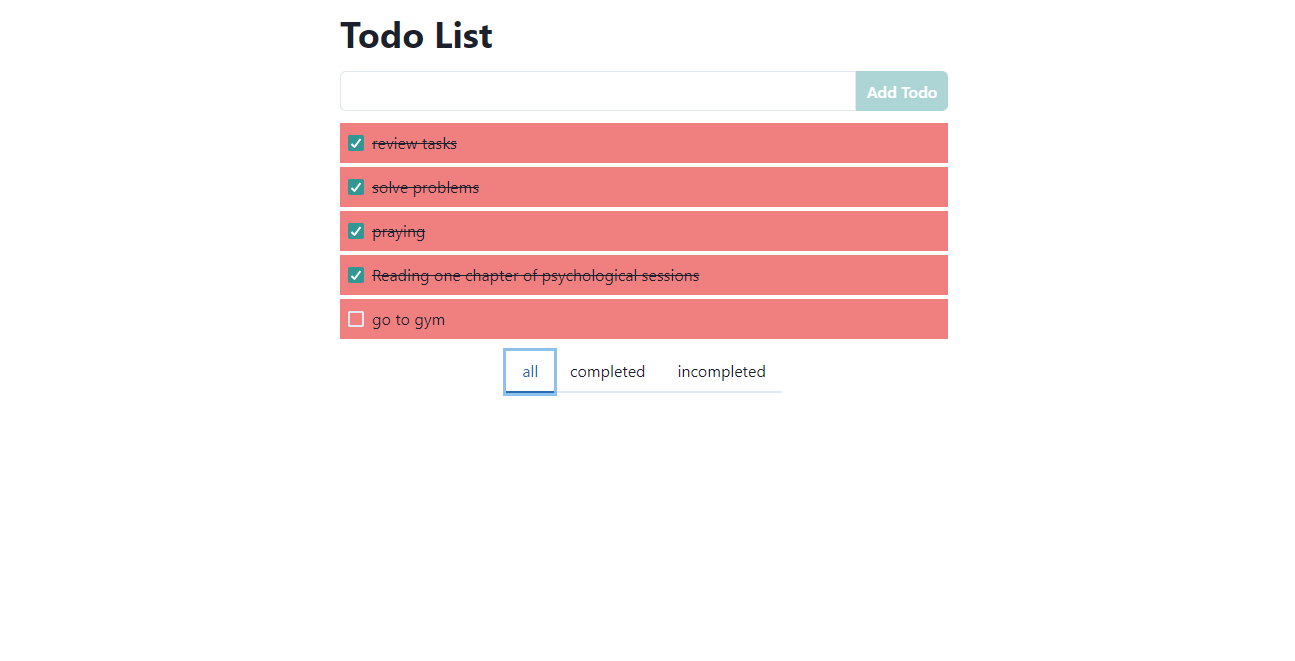 Todo List
Add Todo
review tasks
solve problems
praying
Reading one chapter of psychological sessions
go to gym
all completed incompleted